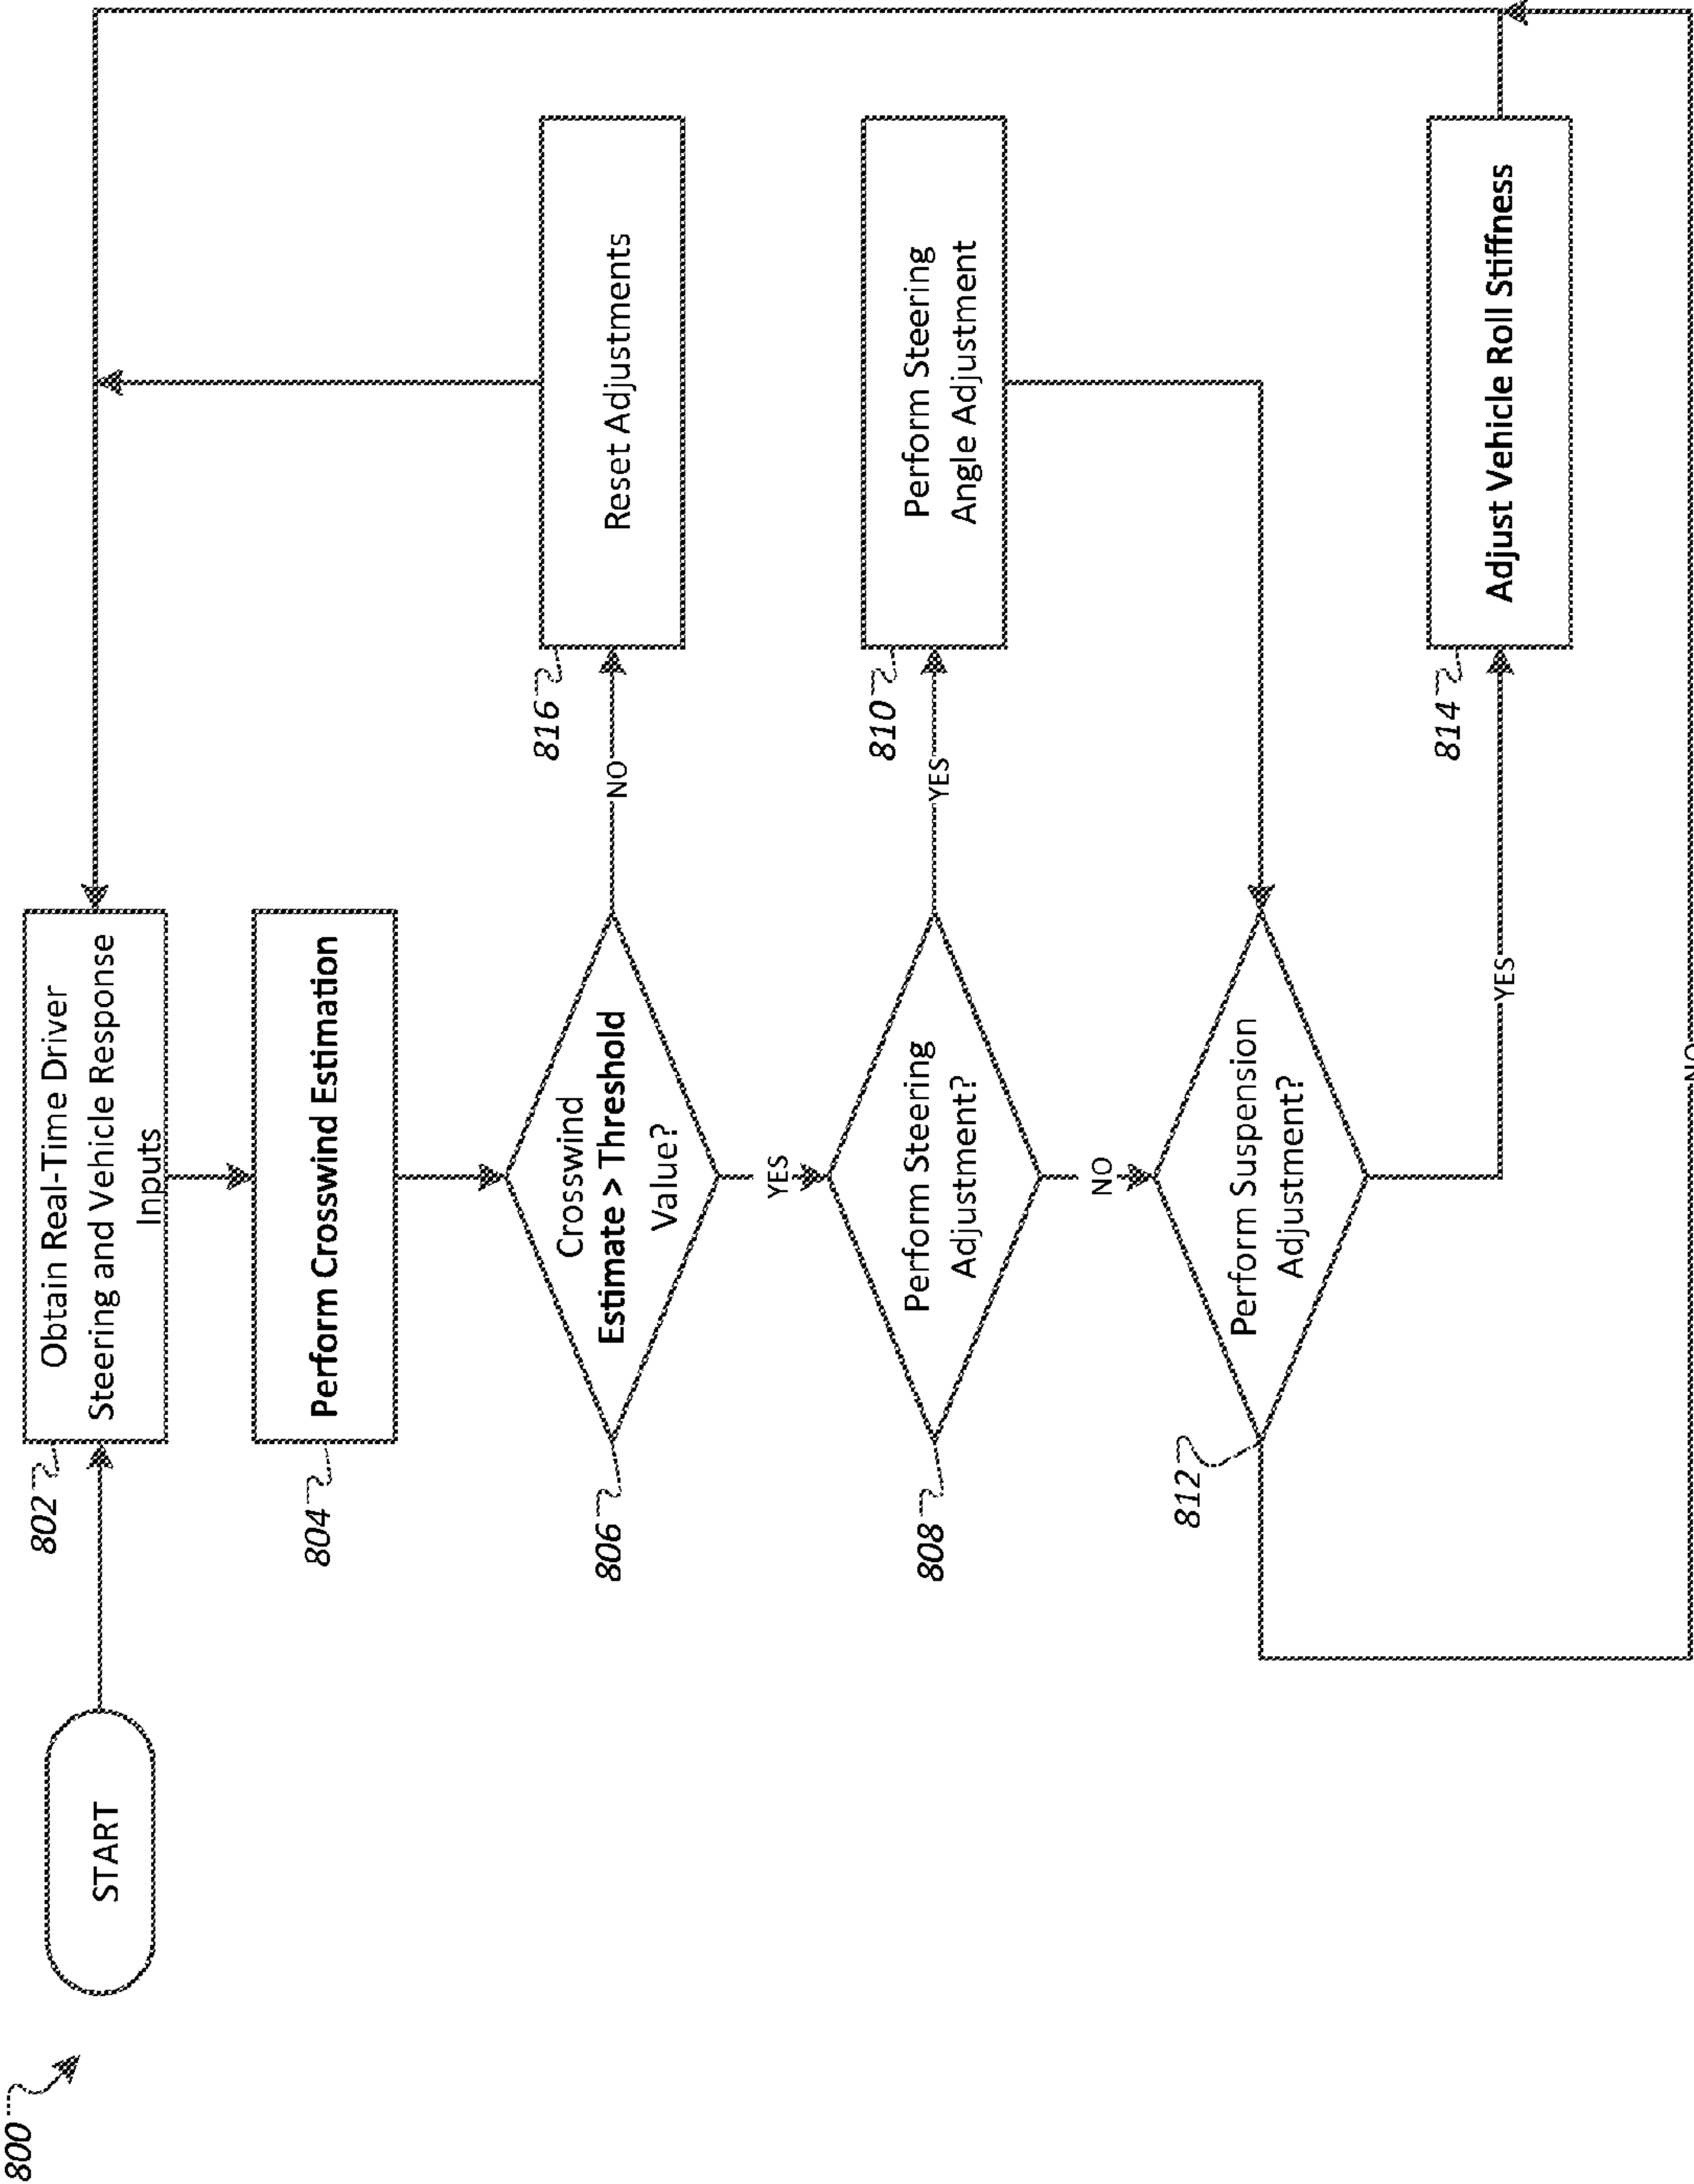 800
START
802
Obtain Real-Time Driver
Steering and Vehicle Response
Inputs
804
Perform Crosswind Estimation
806
Crosswind
Estimate > Threshold
Value?
NO
816
Reset Adjustments
YES
808
Perform Steering
Adjustment?
YES
810
Perform Steering
Angle Adjustment
NO
812
Perform Suspension
Adjustment?
YES
814
Adjust Vehicle Roll Stiffness
NO